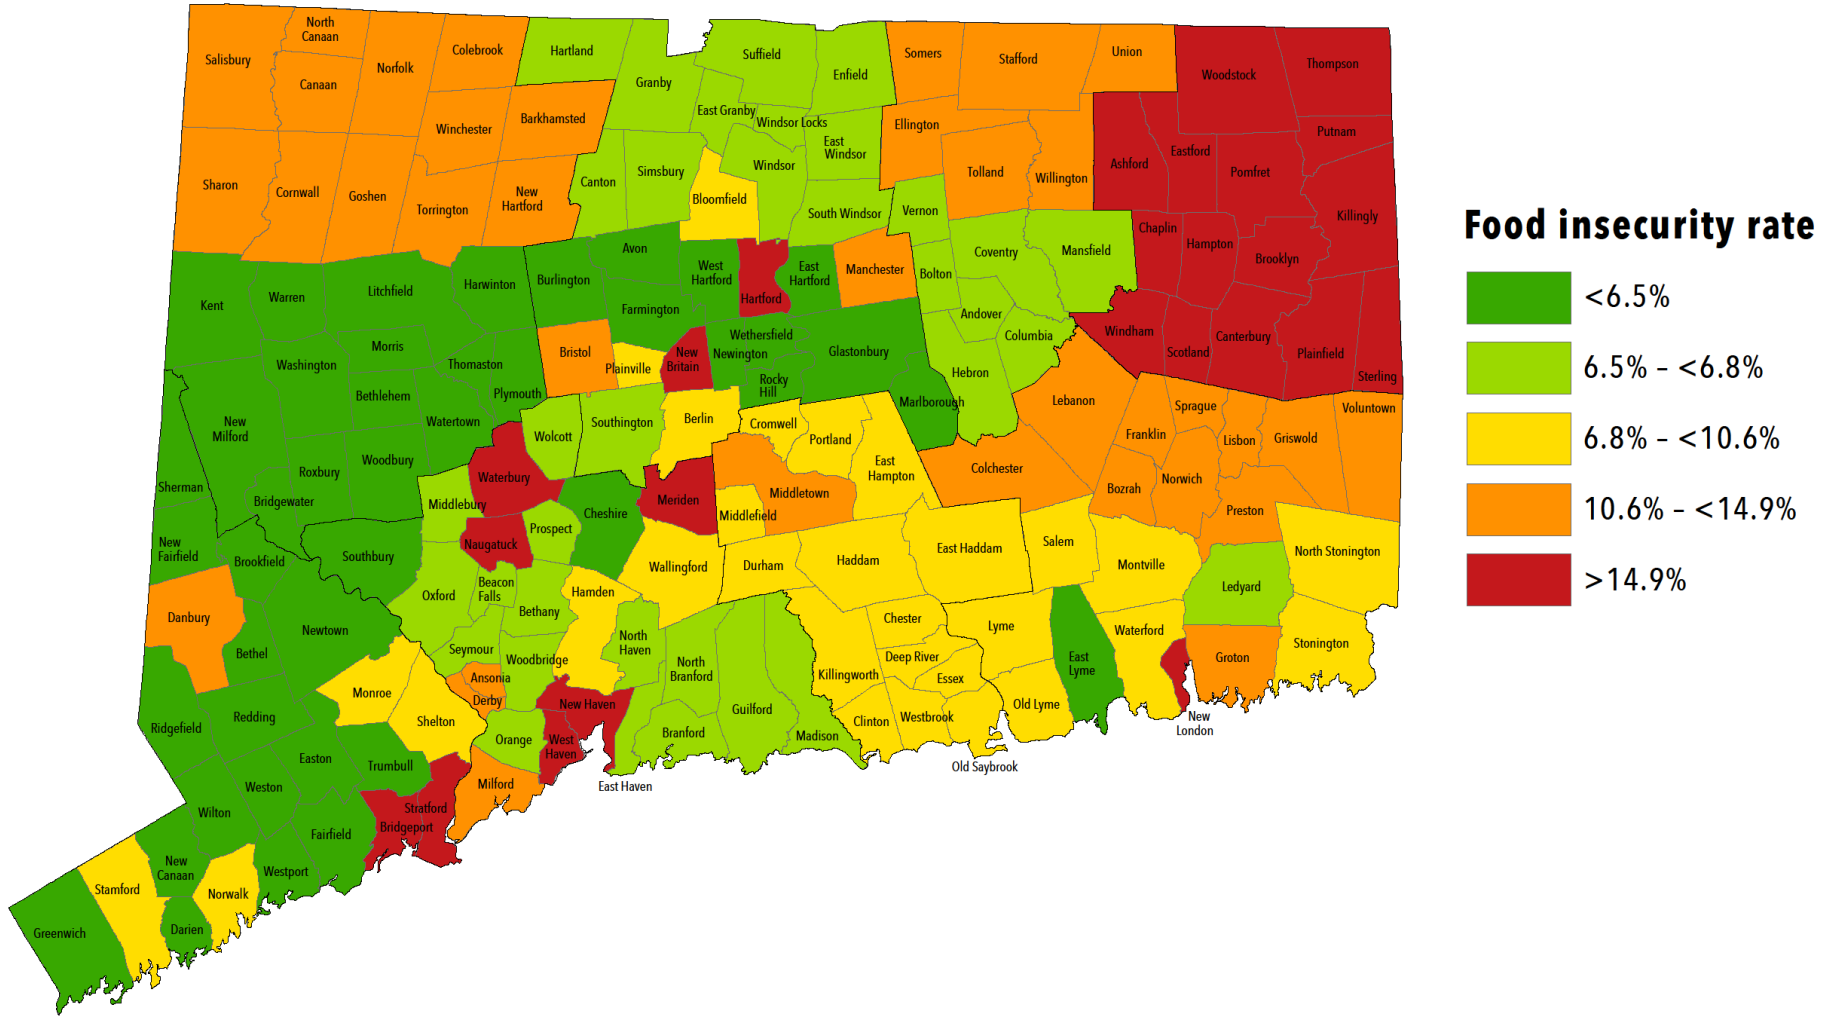 North
Canaan
Salisbury
Canaan
Norfolk
Colebrook
Hartland
Granby
Suffield
Enfield
Somers
Stafford
Union
Woodstock
Thompson
Winchester
Barkhamsted
East Granby
Windsor Locks
East
Windsor
Ellington
Putnam
Sharon
Cornwall
Goshen
Torrington
New
Hartford
Canton
Simsbury
Bloomfield
Windsor
South Windsor
Vernon
Tolland
Willington
Ashford
Eastford
Pomfret
Killingly
Food insecurity rate
Kent
Warren
Litchfield
Harwinton
Burlington
Avon
West
Hartford
Hartford
East
Hartford
Manchester
Bolton
Coventry
Mansfield
Chaplin
Hampton
Brooklyn
<6.5%
Farmington
Wethersfield
Newington
Glastonbury
Andover
Columbia
Windham
Scotland
Canterbury
Plainfield
Sterling
Washington
Morris
Thomaston
Bristol
Plainville
New
Britain
Rocky
Hill
Hebron
6.5% - <6.8%
Bethlehem
Plymouth
Marlborough
Lebanon
Sprague
Voluntown
New
Milford
Watertown
Wolcott
Southington
Berlin
Cromwell
Portland
Franklin
Lisbon
Griswold
6.8% - <10.6%
Sherman
Bridgewater
Roxbury
Woodbury
Waterbury
Meriden
Middletown
East
Hampton
Colchester
Bozrah
Norwich
Preston
10.6% - <14.9%
Middlebury
Naugatuck
Prospect
Cheshire
Middlefield
New
Fairfield
Brookfield
Southbury
Wallingford
Durham
Haddam
East Haddam
Salem
Montville
North Stonington
>14.9%
Danbury
Newtown
Oxford
Beacon
Falls
Bethany
Hamden
Ledyard
Bethel
Seymour
Woodbridge
North
Haven
North
Branford
Chester
Lyme
Waterford
Stonington
Monroe
Ansonia
Derby
Deep River
Killingworth
Essex
East
Lyme
Groton
Ridgefield
Redding
Shelton
New Haven
Guilford
Clinton
Westbrook
Old Lyme
New
London
Easton
Trumbull
Orange
West
Haven
Branford
Madison
Old Saybrook
Weston
Milford
East Haven
Wilton
Fairfield
Stratford
Bridgeport
New
Canaan
Westport
Stamford
Norwalk
Greenwich
Darien